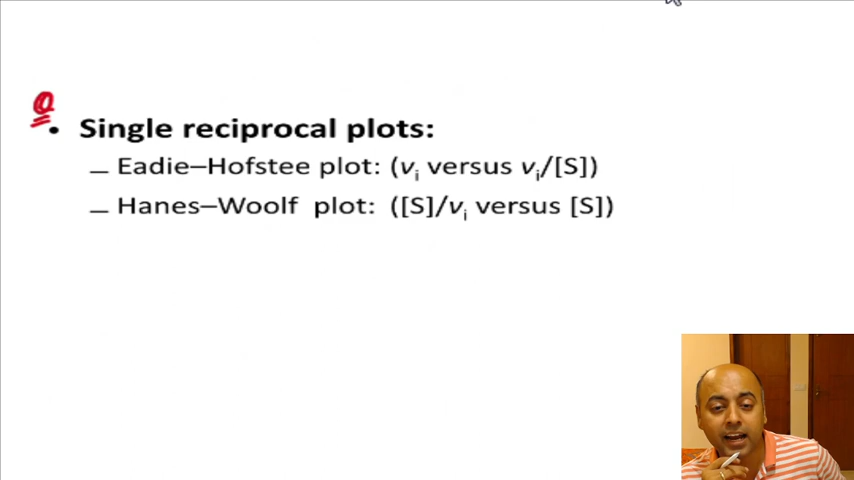 Q
• Single reciprocal plots:
– Eadie–Hofstee plot: (vᵢ versus vᵢ/[S])
– Hanes–Woolf plot: ([S]/vᵢ versus [S])